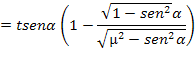 = tsenα (1 − √(1 − sen²α) / √(µ² − sen²α))